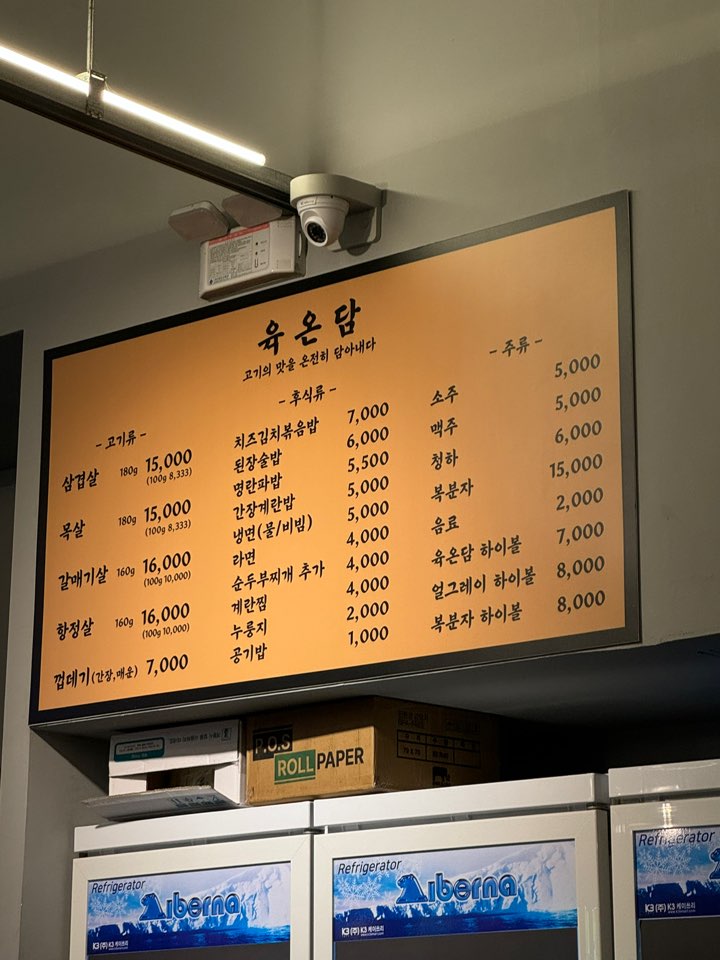 육온담
고기의 맛을 온전히 담아내다
- 고기류 -
삼겹살 180g 15,000
(100g 8,333)
목살 180g 15,000
(100g 8,333)
갈매기살 160g 16,000
(100g 10,000)
항정살 160g 16,000
(100g 10,000)
껍데기(간장,매운) 7,000
- 후식류 -
치즈김치볶음밥 7,000
된장술밥 6,000
명란파밥 5,500
간장계란밥 5,000
냉면(물/비빔) 5,000
라면 4,000
순두부찌개 추가 4,000
계란찜 4,000
누룽지 2,000
공기밥 1,000
- 주류 -
소주 5,000
맥주 5,000
청하 6,000
복분자 15,000
음료 2,000
육온담 하이볼 7,000
얼그레이 하이볼 8,000
복분자 하이볼 8,000
P.O.S
ROLL PAPER
Refrigerator
Aiberna
K3 (주) K3 케이쓰리
Refrigerator
Aiberna
K3 (주) K3 케이쓰리
Refrigerator
K3 (주) K3 케이쓰리